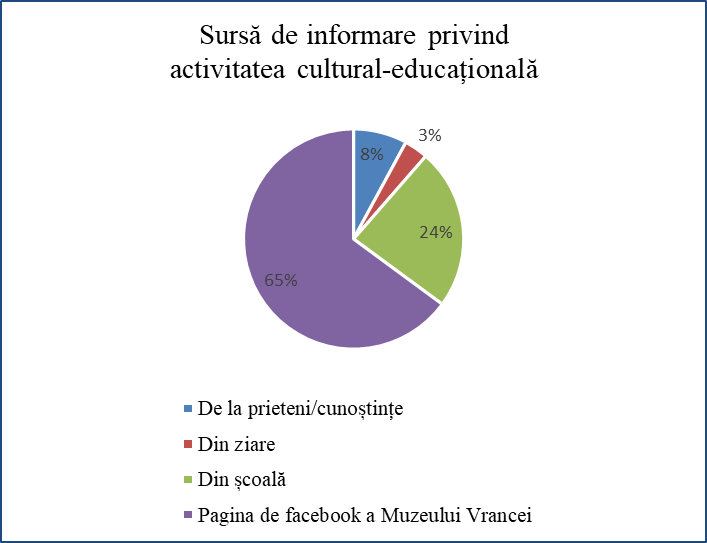 Sursă de informare privind
activitatea cultural-educațională
8%
3%
24%
65%
De la prieteni/cunoștințe
Din ziare
Din școală
Pagina de facebook a Muzeului Vrancei